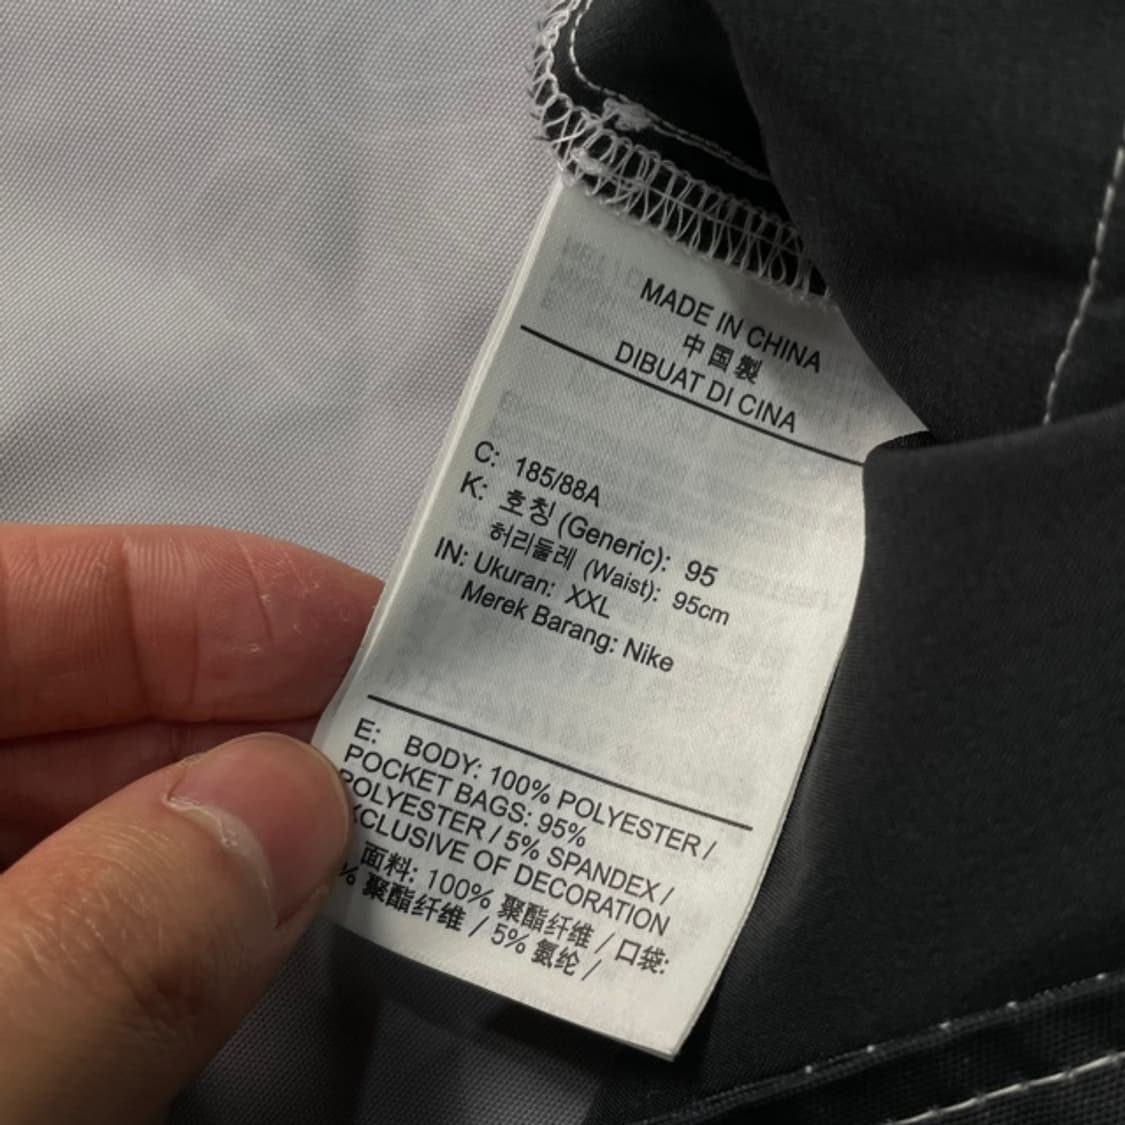 MADE IN CHINA
中国製
DIBUAT DI CINA
C: 185/88A
K: 호칭 (Generic): 95
허리둘레 (Waist): 95cm
IN: Ukuran: XXL
Merek Barang: Nike
E: BODY: 100% POLYESTER /
POCKET BAGS: 95%
POLYESTER / 5% SPANDEX /
XCLUSIVE OF DECORATION
面料: 100% 聚酯纤维 / 口袋:
% 聚酯纤维 / 5% 氨纶 /